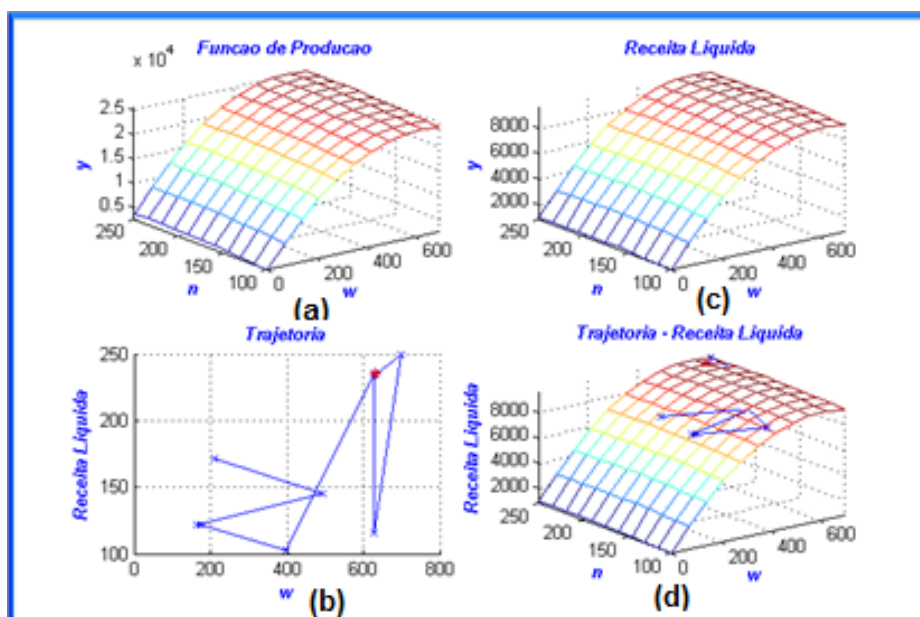 Funcao de Producao
x 10^4
2.5
2
1.5
1
0.5
y
250
200
150
100
n
0
200
400
600
w
(a)
Receita Liquida
8000
6000
4000
2000
y
250
200
150
100
n
0
200
400
600
w
(c)
Trajetoria
250
200
150
100
Receita Liquida
0
200
400
600
800
w
(b)
Trajetoria - Receita Liquida
8000
6000
4000
2000
Receita Liquida
250
200
150
100
n
0
200
400
600
w
(d)